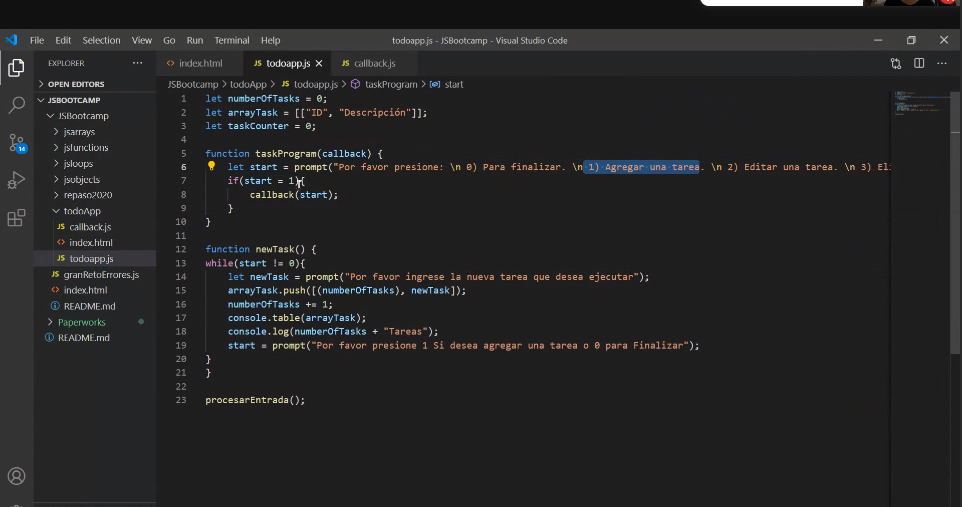 File Edit Selection View Go Run Terminal Help
todoapp.js - Visual Studio Code
EXPLORER
OPEN EDITORS
JSBOOTCAMP
JSBootcamp
jsarrays
jsfunctions
jsloops
jsobjects
repaso2020
todoApp
JS callback.js
<> index.html
JS todoapp.js
JS granRetoErrores.js
<> index.html
README.md
Paperworks
README.md
14
<> index.html JS todoapp.js JS callback.js
JSBootcamp > todoApp > JS todoapp.js > taskProgram > start
1 let numberOfTasks = 0;
2 let arrayTask = [["ID", "Descripción"]];
3 let taskCounter = 0;
4
5 function taskProgram(callback) {
6 let start = prompt("Por favor presione: \n 0) Para finalizar. \n 1) Agregar una tarea. \n 2) Editar una tarea. \n 3) Eli
7 if(start = 1){
8 callback(start);
9 }
10 }
11
12 function newTask() {
13 while(start != 0){
14 let newTask = prompt("Por favor ingrese la nueva tarea que desea ejecutar");
15 arrayTask.push([(numberOfTasks), newTask]);
16 numberOfTasks += 1;
17 console.table(arrayTask);
18 console.log(numberOfTasks + "Tareas");
19 start = prompt("Por favor presione 1 Si desea agregar una tarea o 0 para Finalizar");
20 }
21 }
22
23 procesarEntrada();